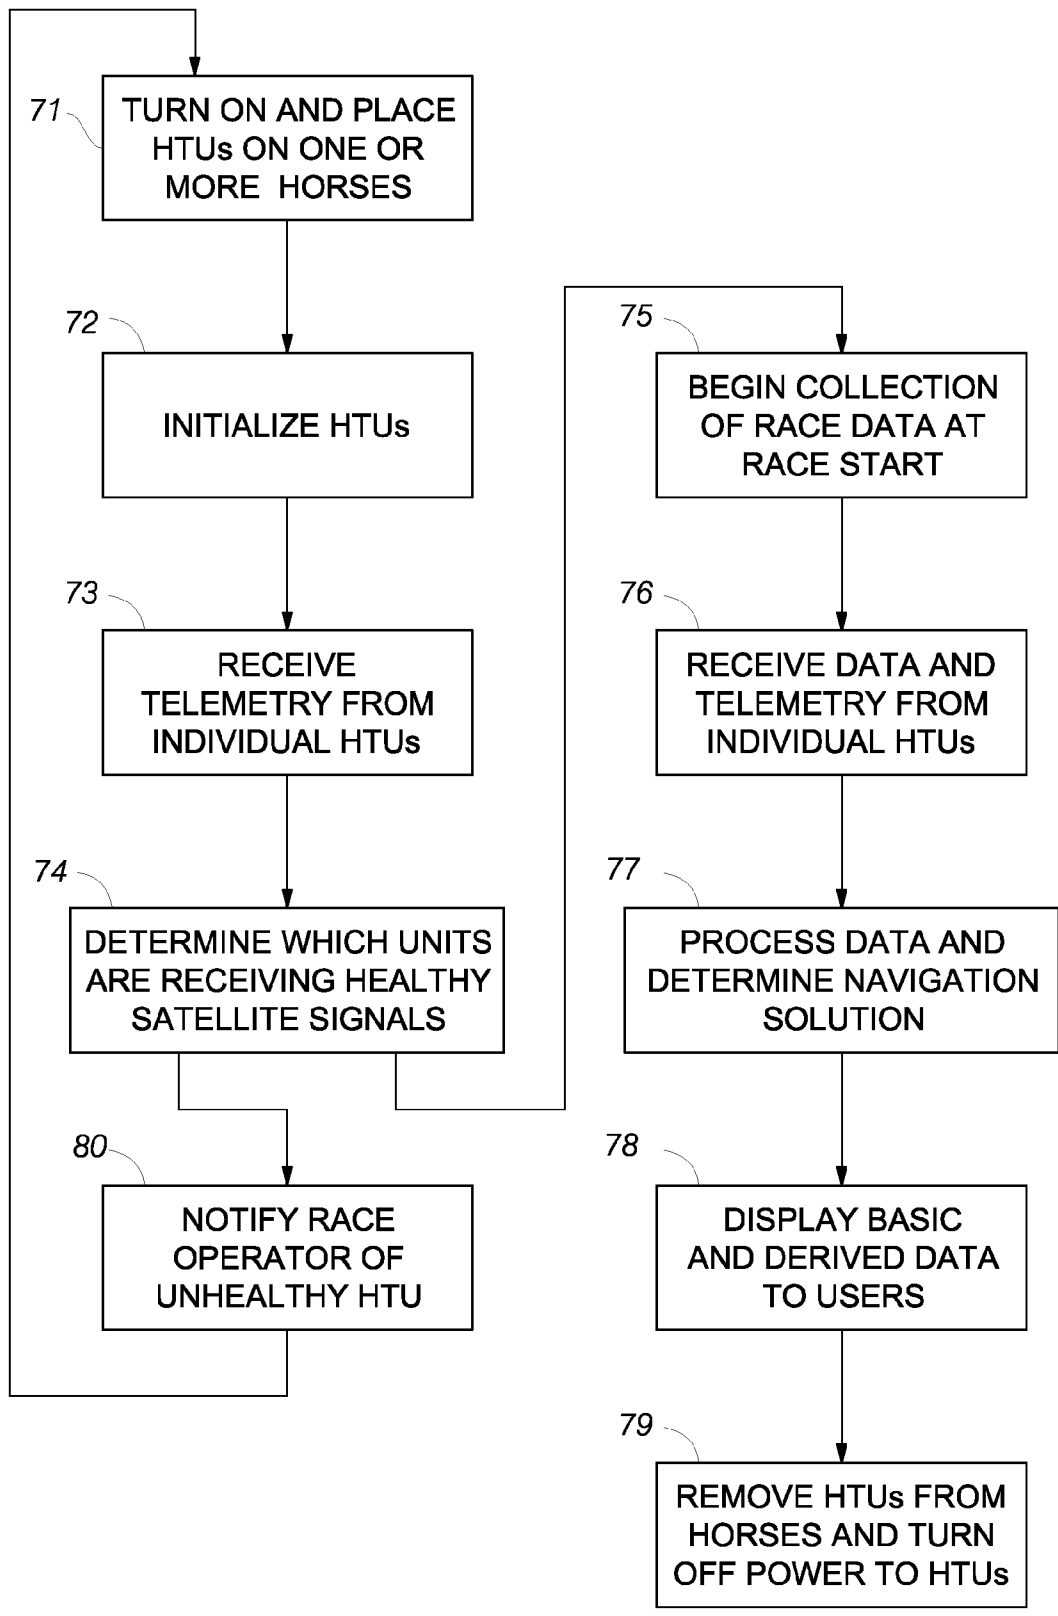 71
TURN ON AND PLACE
HTUs ON ONE OR
MORE HORSES
72
INITIALIZE HTUs
73
RECEIVE
TELEMETRY FROM
INDIVIDUAL HTUs
74
DETERMINE WHICH UNITS
ARE RECEIVING HEALTHY
SATELLITE SIGNALS
80
NOTIFY RACE
OPERATOR OF
UNHEALTHY HTU
75
BEGIN COLLECTION
OF RACE DATA AT
RACE START
76
RECEIVE DATA AND
TELEMETRY FROM
INDIVIDUAL HTUs
77
PROCESS DATA AND
DETERMINE NAVIGATION
SOLUTION
78
DISPLAY BASIC
AND DERIVED DATA
TO USERS
79
REMOVE HTUs FROM
HORSES AND TURN
OFF POWER TO HTUs